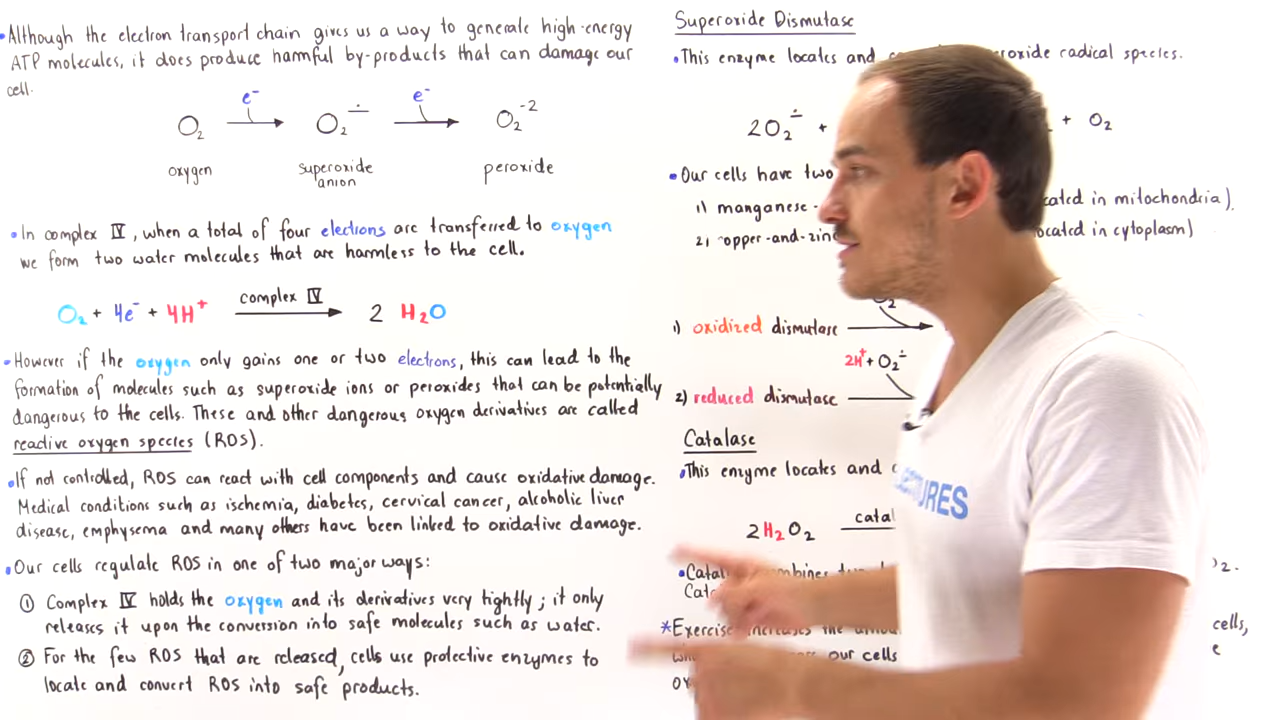 •Although the electron transport chain gives us a way to generate high-energy
ATP molecules, it does produce harmful by-products that can damage our
cell.
O₂ e⁻ O₂∸ e⁻ O₂⁻²
oxygen superoxide anion peroxide
•In complex IV, when a total of four electrons are transferred to oxygen
we form two water molecules that are harmless to the cell.
O₂ + 4e⁻ + 4H⁺ complex IV 2 H₂O
•However if the oxygen only gains one or two electrons, this can lead to the
formation of molecules such as superoxide ions or peroxides that can be potentially
dangerous to the cells. These and other dangerous oxygen derivatives are called
reactive oxygen species (ROS).
•If not controlled, ROS can react with cell components and cause oxidative damage.
Medical conditions such as ischemia, diabetes, cervical cancer, alcoholic liver
disease, emphysema and many others have been linked to oxidative damage.
•Our cells regulate ROS in one of two major ways:
① Complex IV holds the oxygen and its derivatives very tightly; it only
releases it upon the conversion into safe molecules such as water.
② For the few ROS that are released, cells use protective enzymes to
locate and convert ROS into safe products.
Superoxide Dismutase
•This enzyme locates and radical species.
2O₂∸ + + O₂
•Our cells have two
1) manganese - in mitochondria)
2) in cytoplasm)
1) oxidized dismutase
2H⁺ + O₂∸
2) reduced dismutase
Catalase
•This enzyme locates and
2H₂O₂
•
*Exercise increases the cells,
our cells
URES